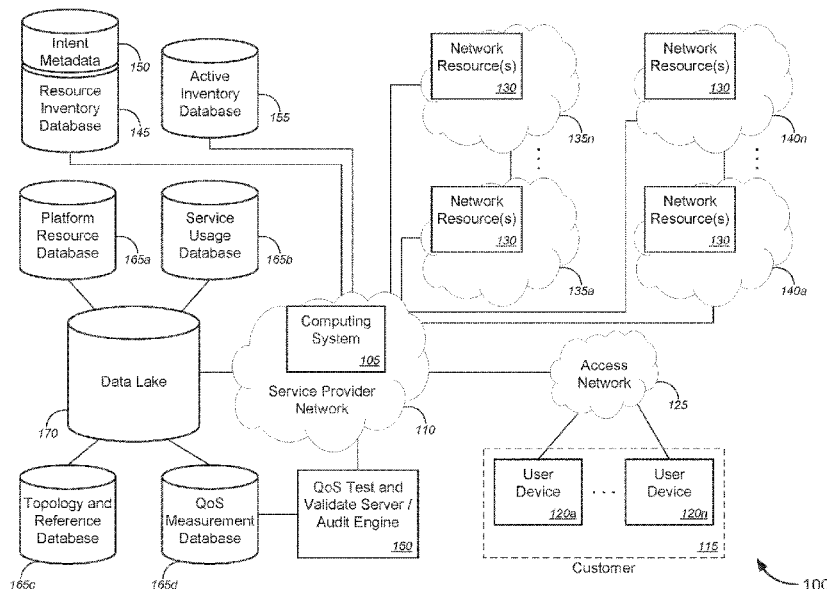 Intent
Metadata
150
Resource
Inventory
Database
145
Active
Inventory
Database
155
Network
Resource(s)
130
135n
Network
Resource(s)
130
140n
Platform
Resource
Database
165a
Service
Usage
Database
165b
Network
Resource(s)
130
135a
Network
Resource(s)
130
140a
Data Lake
170
Computing
System
105
Service Provider
Network
110
Access
Network
125
Topology and
Reference
Database
165c
QoS
Measurement
Database
165d
QoS Test and
Validate Server /
Audit Engine
160
User
Device
120a
User
Device
120n
115
Customer
100